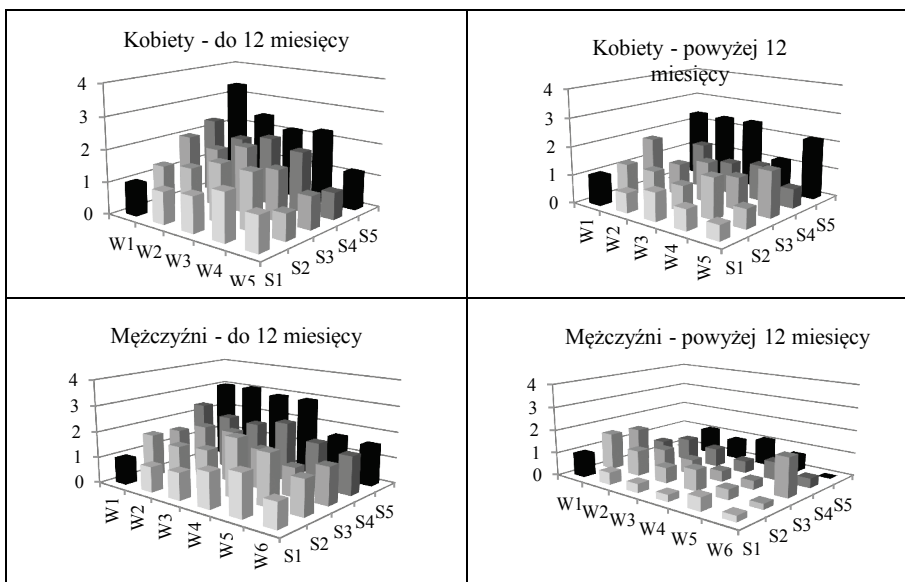 Kobiety - do 12 miesięcy
4
3
2
1
0
W1
W2
W3
W4
W5
S1
S2
S3
S4
S5
Kobiety - powyżej 12
miesięcy
4
3
2
1
0
W1
W2
W3
W4
W5
S1
S2
S3
S4
S5
Mężczyźni - do 12 miesięcy
4
3
2
1
0
W1
W2
W3
W4
W5
W6
S1
S2
S3
S4
S5
Mężczyźni - powyżej 12 miesięcy
4
3
2
1
0
W1
W2
W3
W4
W5
W6
S1
S2
S3
S4
S5